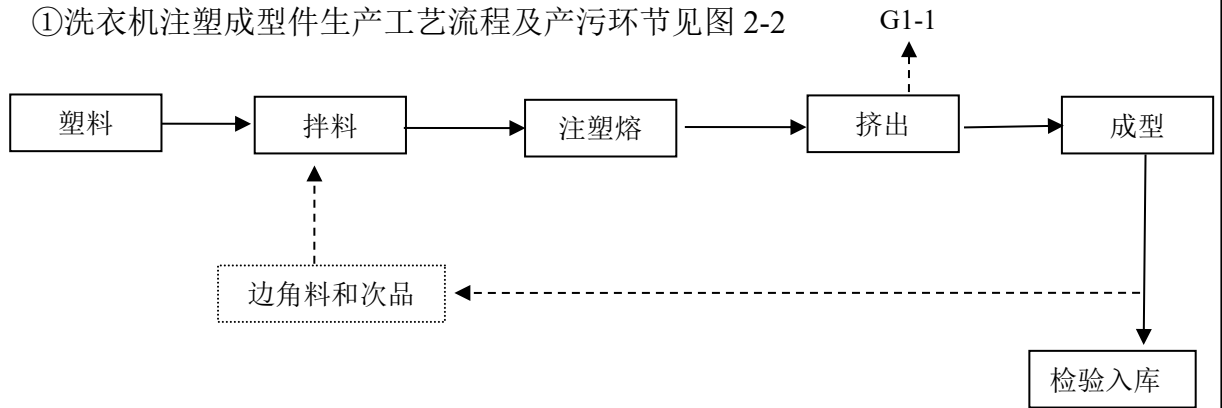 ①洗衣机注塑成型件生产工艺流程及产污环节见图 2-2
G1-1
塑料
拌料
注塑熔
挤出
成型
边角料和次品
检验入库